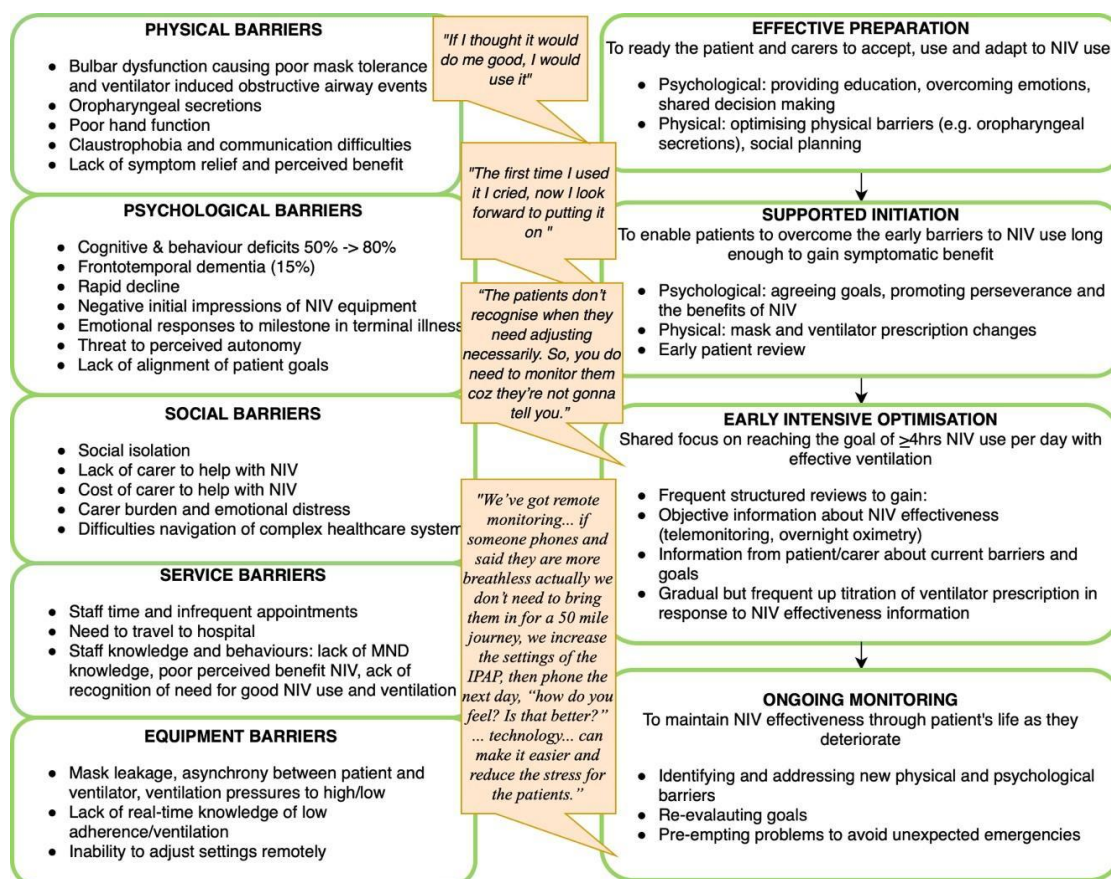 PHYSICAL BARRIERS
● Bulbar dysfunction causing poor mask tolerance
and ventilator induced obstructive airway events
● Oropharyngeal secretions
● Poor hand function
● Claustrophobia and communication difficulties
● Lack of symptom relief and perceived benefit
PSYCHOLOGICAL BARRIERS
● Cognitive & behaviour deficits 50% -> 80%
● Frontotemporal dementia (15%)
● Rapid decline
● Negative initial impressions of NIV equipment
● Emotional responses to milestone in terminal illness
● Threat to perceived autonomy
● Lack of alignment of patient goals
SOCIAL BARRIERS
● Social isolation
● Lack of carer to help with NIV
● Cost of carer to help with NIV
● Carer burden and emotional distress
● Difficulties navigation of complex healthcare system
SERVICE BARRIERS
● Staff time and infrequent appointments
● Need to travel to hospital
● Staff knowledge and behaviours: lack of MND
knowledge, poor perceived benefit NIV, ack of
recognition of need for good NIV use and ventilation
EQUIPMENT BARRIERS
● Mask leakage, asynchrony between patient and
ventilator, ventilation pressures to high/low
● Lack of real-time knowledge of low
adherence/ventilation
● Inability to adjust settings remotely
"If I thought it would
do me good, I would
use it"
"The first time I used
it I cried, now I look
forward to putting it
on "
"The patients don't
recognise when they
need adjusting
necessarily. So, you do
need to monitor them
coz they're not gonna
tell you."
"We've got remote
monitoring... if
someone phones and
said they are more
breathless actually we
don't need to bring
them in for a 50 mile
journey, we increase
the settings of the
IPAP, then phone the
next day, "how do you
feel? Is that better?"
... technology... can
make it easier and
reduce the stress for
the patients."
EFFECTIVE PREPARATION
To ready the patient and carers to accept, use and adapt to NIV use
● Psychological: providing education, overcoming emotions,
shared decision making
● Physical: optimising physical barriers (e.g. oropharyngeal
secretions), social planning
SUPPORTED INITIATION
To enable patients to overcome the early barriers to NIV use long
enough to gain symptomatic benefit
● Psychological: agreeing goals, promoting perseverance and
the benefits of NIV
● Physical: mask and ventilator prescription changes
● Early patient review
EARLY INTENSIVE OPTIMISATION
Shared focus on reaching the goal of ≥4hrs NIV use per day with
effective ventilation
● Frequent structured reviews to gain:
● Objective information about NIV effectiveness
(telemonitoring, overnight oximetry)
● Information from patient/carer about current barriers and
goals
● Gradual but frequent up titration of ventilator prescription in
response to NIV effectiveness information
ONGOING MONITORING
To maintain NIV effectiveness through patient's life as they
deteriorate
● Identifying and addressing new physical and psychological
barriers
● Re-evalauting goals
● Pre-empting problems to avoid unexpected emergencies